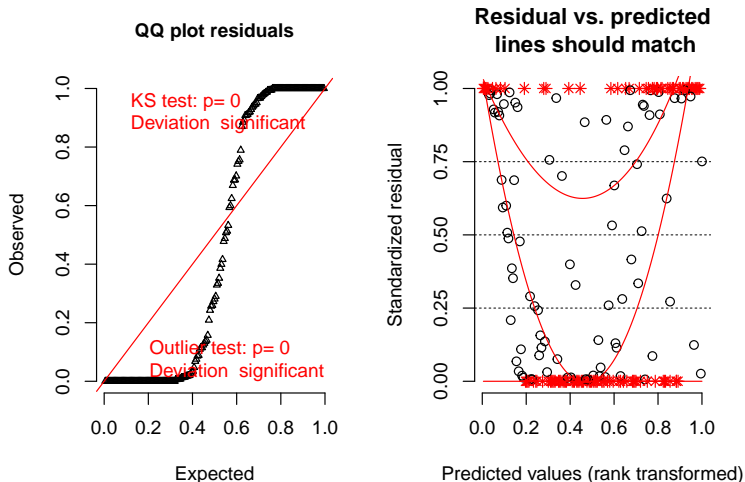 QQ plot residuals
KS test: p= 0
Deviation  significant
Outlier test: p= 0
Deviation  significant
Observed
0.0 0.2 0.4 0.6 0.8 1.0
0.0 0.2 0.4 0.6 0.8 1.0
Expected
Residual vs. predicted
lines should match
Standardized residual
0.00 0.25 0.50 0.75 1.00
0.0 0.2 0.4 0.6 0.8 1.0
Predicted values (rank transformed)